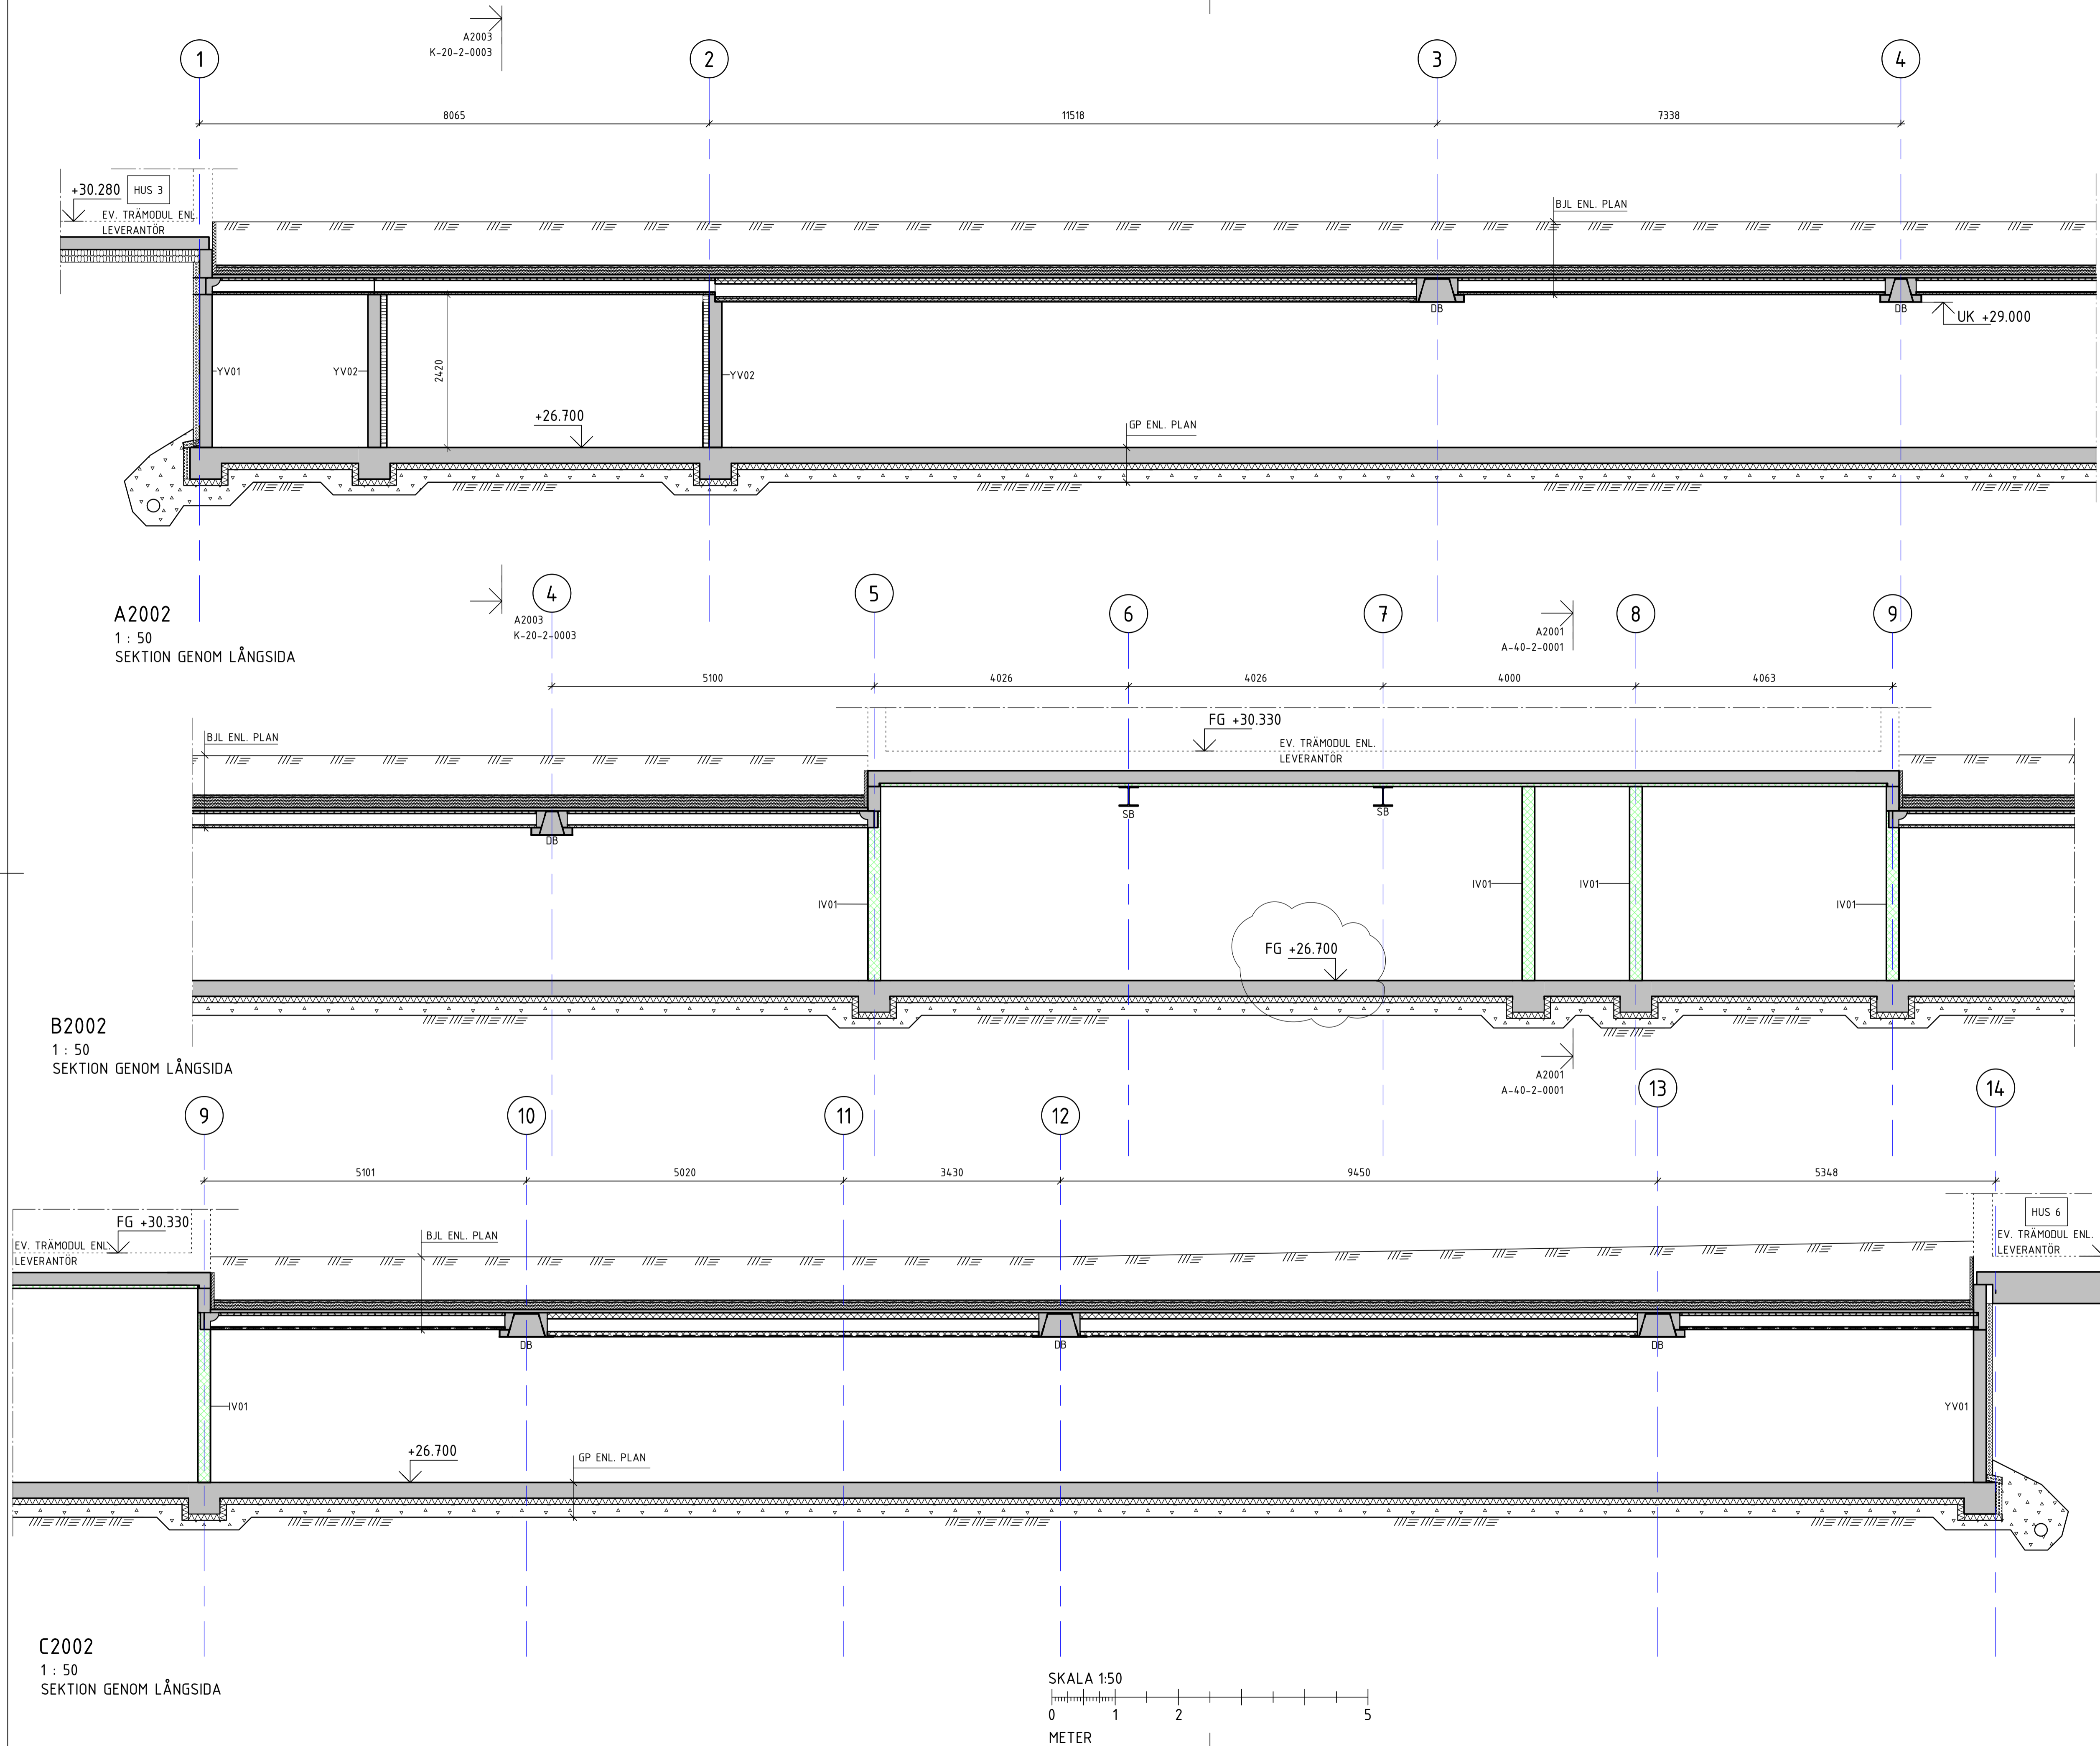 A2003
K-20-2-0003
1
2
3
4
8065
11518
7338
+30.280
HUS 3
EV. TRÄMODUL ENL.
LEVERANTÖR
BJL ENL. PLAN
DB
DB
UK +29.000
YV01
YV02
2420
YV02
+26.700
GP ENL. PLAN
A2002
1 : 50
SEKTION GENOM LÅNGSIDA
A2003
K-20-2-0003
4
5
6
7
8
9
A2001
A-40-2-0001
5100
4026
4026
4000
4063
BJL ENL. PLAN
FG +30.330
EV. TRÄMODUL ENL.
LEVERANTÖR
DB
SB
SB
IV01
IV01
IV01
IV01
FG +26.700
B2002
1 : 50
SEKTION GENOM LÅNGSIDA
A2001
A-40-2-0001
9
10
11
12
13
14
5101
5020
3430
9450
5348
FG +30.330
EV. TRÄMODUL ENL.
LEVERANTÖR
BJL ENL. PLAN
HUS 6
EV. TRÄMODUL ENL.
LEVERANTÖR
DB
DB
DB
IV01
YV01
+26.700
GP ENL. PLAN
C2002
1 : 50
SEKTION GENOM LÅNGSIDA
SKALA 1:50
0 1 2 5
METER